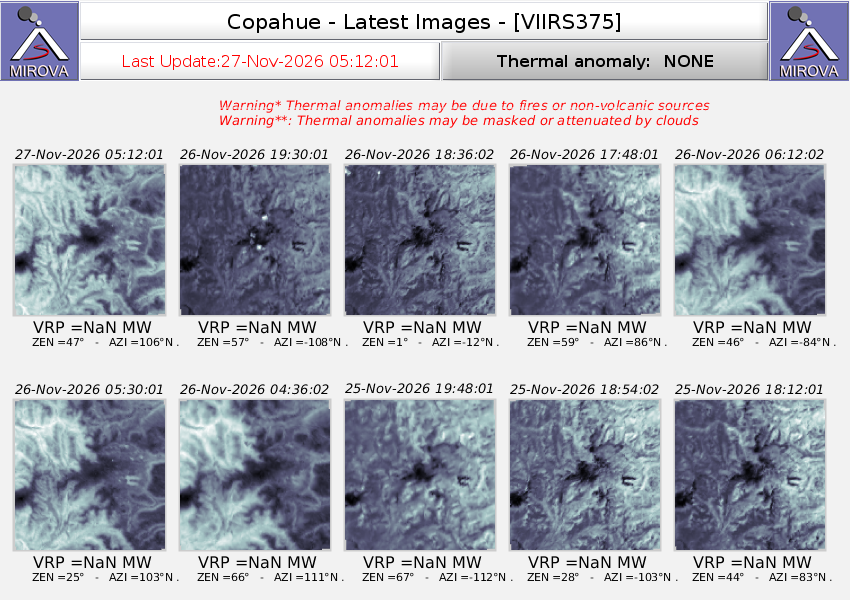 Copahue - Latest Images - [VIIRS375]
MIROVA
Last Update:27-Nov-2026 05:12:01
Thermal anomaly: NONE
MIROVA
Warning* Thermal anomalies may be due to fires or non-volcanic sources
Warning**: Thermal anomalies may be masked or attenuated by clouds
27-Nov-2026 05:12:01 26-Nov-2026 19:30:01 26-Nov-2026 18:36:02 26-Nov-2026 17:48:01 26-Nov-2026 06:12:02
VRP =NaN MW VRP =NaN MW VRP =NaN MW VRP =NaN MW VRP =NaN MW
ZEN =47° - AZI =106°N . ZEN =57° - AZI =-108°N . ZEN =1° - AZI =-12°N . ZEN =59° - AZI =86°N . ZEN =46° - AZI =-84°N .
26-Nov-2026 05:30:01 26-Nov-2026 04:36:02 25-Nov-2026 19:48:01 25-Nov-2026 18:54:02 25-Nov-2026 18:12:01
VRP =NaN MW VRP =NaN MW VRP =NaN MW VRP =NaN MW VRP =NaN MW
ZEN =25° - AZI =103°N . ZEN =66° - AZI =111°N . ZEN =67° - AZI =-112°N . ZEN =28° - AZI =-103°N . ZEN =44° - AZI =83°N .